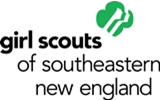 girl scouts
of southeastern
new england